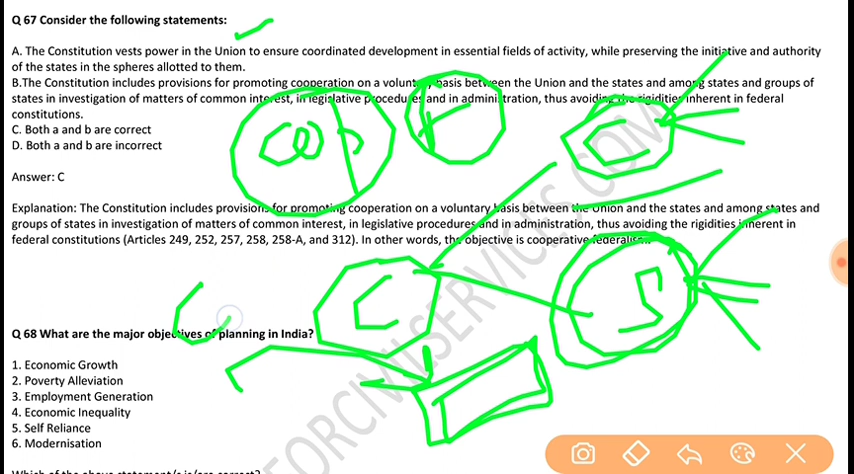 Q 67 Consider the following statements:
A. The Constitution vests power in the Union to ensure coordinated development in essential fields of activity, while preserving the initiative and authority
of the states in the spheres allotted to them.
B.The Constitution includes provisions for promoting cooperation on a voluntary basis between the Union and the states and among states and groups of
states in investigation of matters of common interest, in legislative procedures and in administration, thus avoiding the rigidities inherent in federal
constitutions.
C. Both a and b are correct
D. Both a and b are incorrect
Answer: C
Explanation: The Constitution includes provisions for promoting cooperation on a voluntary basis between the Union and the states and among states and
groups of states in investigation of matters of common interest, in legislative procedures and in administration, thus avoiding the rigidities inherent in
federal constitutions (Articles 249, 252, 257, 258, 258-A, and 312). In other words, the objective is cooperative federalism.
Q 68 What are the major objectives of planning in India?
1. Economic Growth
2. Poverty Alleviation
3. Employment Generation
4. Economic Inequality
5. Self Reliance
6. Modernisation
FORCIVILSERVICES.COM
C
C
S